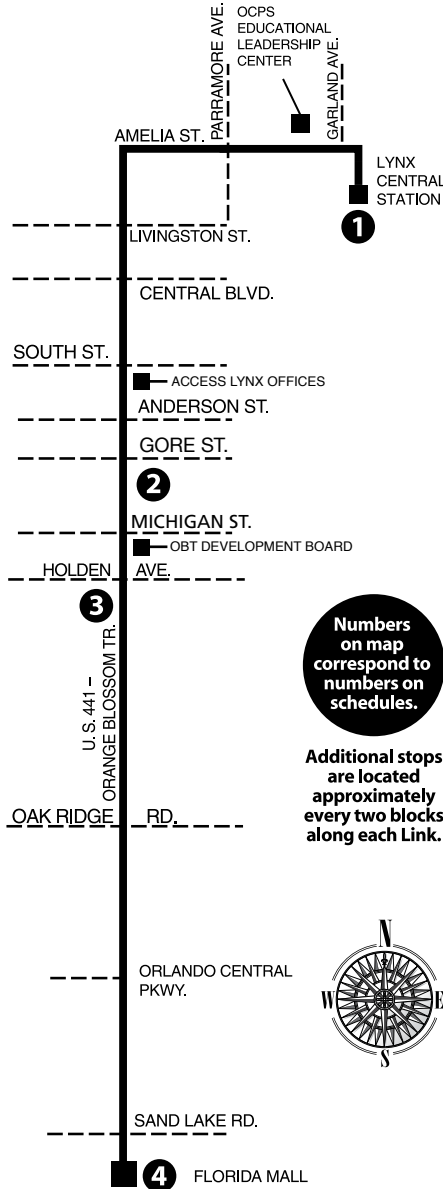 PARRAMORE AVE.
OCPS
EDUCATIONAL
LEADERSHIP
CENTER
GARLAND AVE.
AMELIA ST.
LYNX
CENTRAL
STATION
1
LIVINGSTON ST.
CENTRAL BLVD.
SOUTH ST.
ACCESS LYNX OFFICES
ANDERSON ST.
GORE ST.
2
MICHIGAN ST.
OBT DEVELOPMENT BOARD
HOLDEN AVE.
3
U. S. 441 –
ORANGE BLOSSOM TR.
Numbers
on map
correspond to
numbers on
schedules.
Additional stops
are located
approximately
every two blocks
along each Link.
OAK RIDGE RD.
N
W E
S
ORLANDO CENTRAL
PKWY.
SAND LAKE RD.
4 FLORIDA MALL